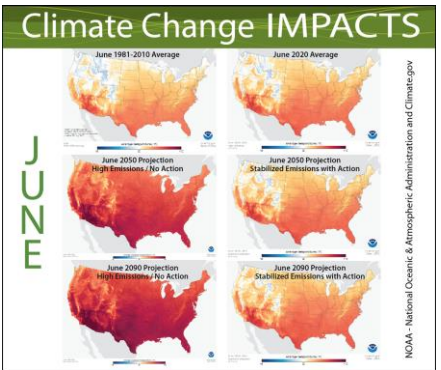 Climate Change IMPACTS
June 1981-2010 Average
June 2020 Average
JUNE
June 2050 Projection
High Emissions / No Action
June 2050 Projection
Stabilized Emissions with Action
June 2090 Projection
High Emissions / No Action
June 2090 Projection
Stabilized Emissions with Action
NOAA - National Oceanic & Atmospheric Administration and Climate.gov